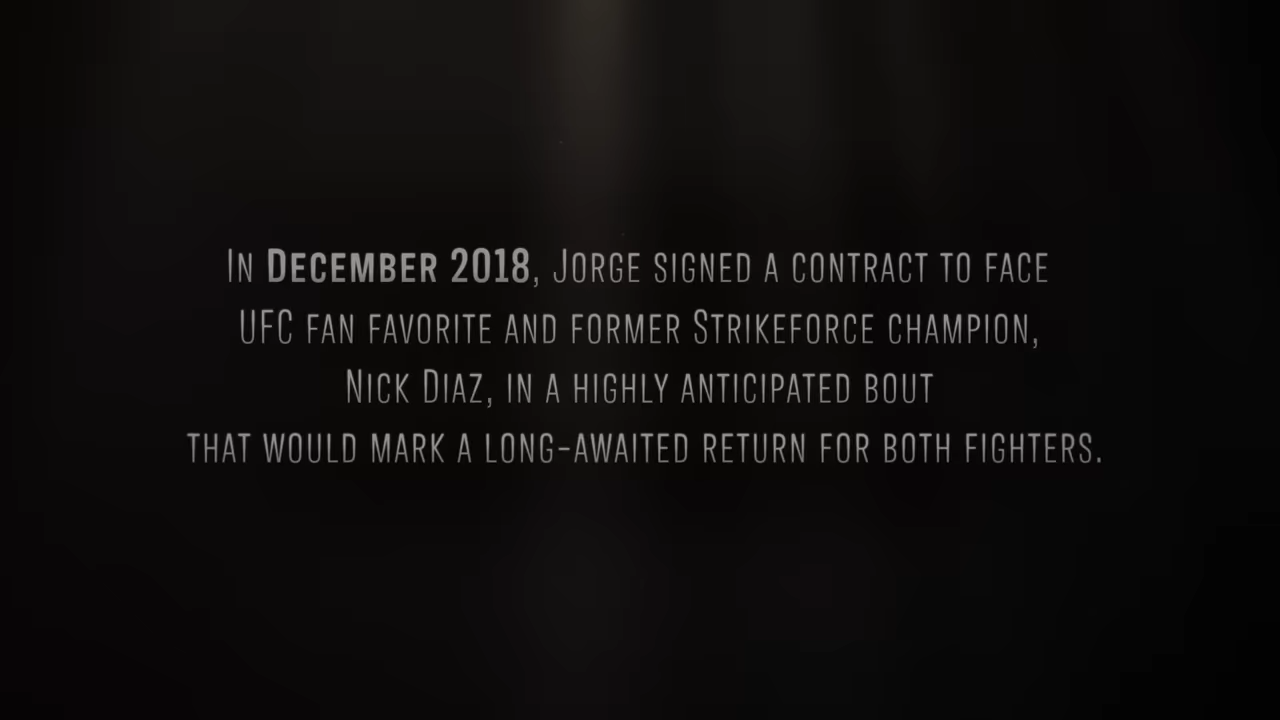 In December 2018, Jorge signed a contract to face
UFC fan favorite and former Strikeforce champion,
Nick Diaz, in a highly anticipated bout
that would mark a long-awaited return for both fighters.